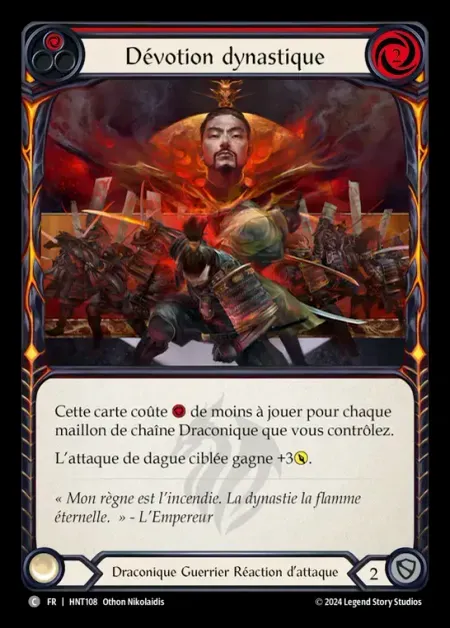 Dévotion dynastique
Cette carte coûte de moins à jouer pour chaque
maillon de chaîne Draconique que vous contrôlez.
L'attaque de dague ciblée gagne +3.
« Mon règne est l'incendie. La dynastie la flamme
éternelle. » - L'Empereur
Draconique Guerrier Réaction d'attaque
2
C FR | HNT108 Othon Nikolaidis
© 2024 Legend Story Studios